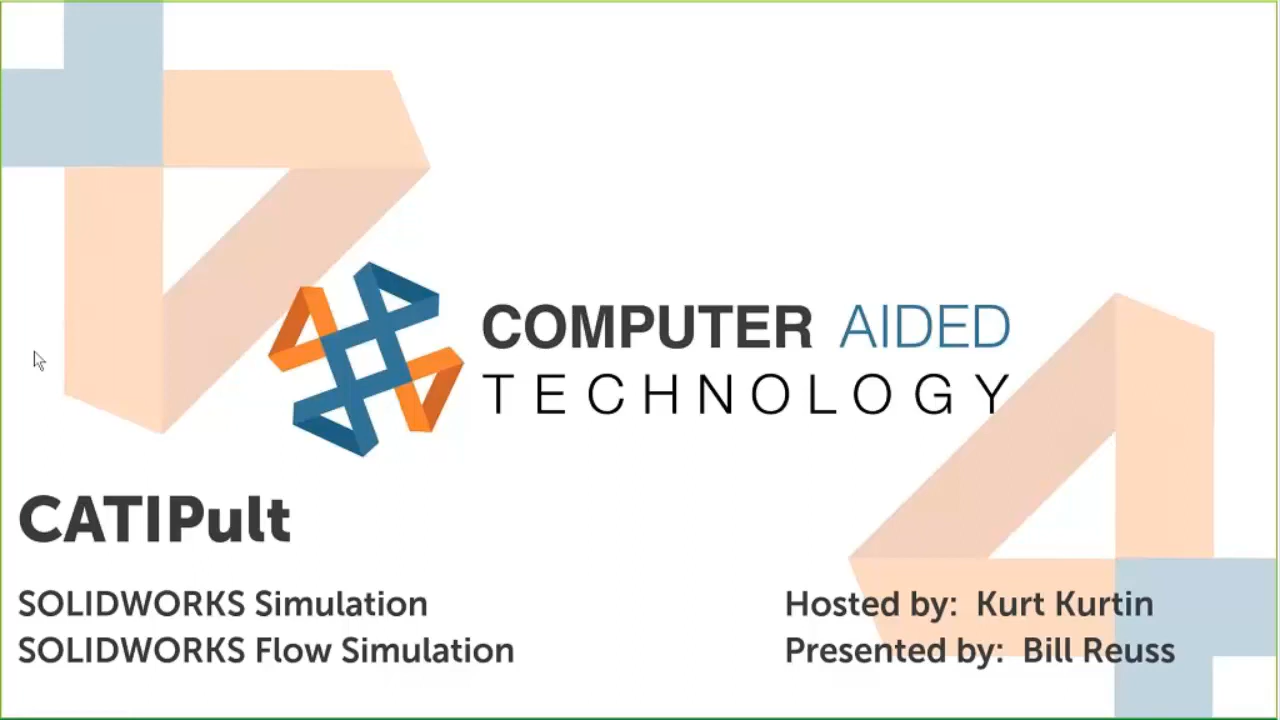 COMPUTER AIDED
TECHNOLOGY
CATIPult
SOLIDWORKS Simulation
SOLIDWORKS Flow Simulation
Hosted by: Kurt Kurtin
Presented by: Bill Reuss